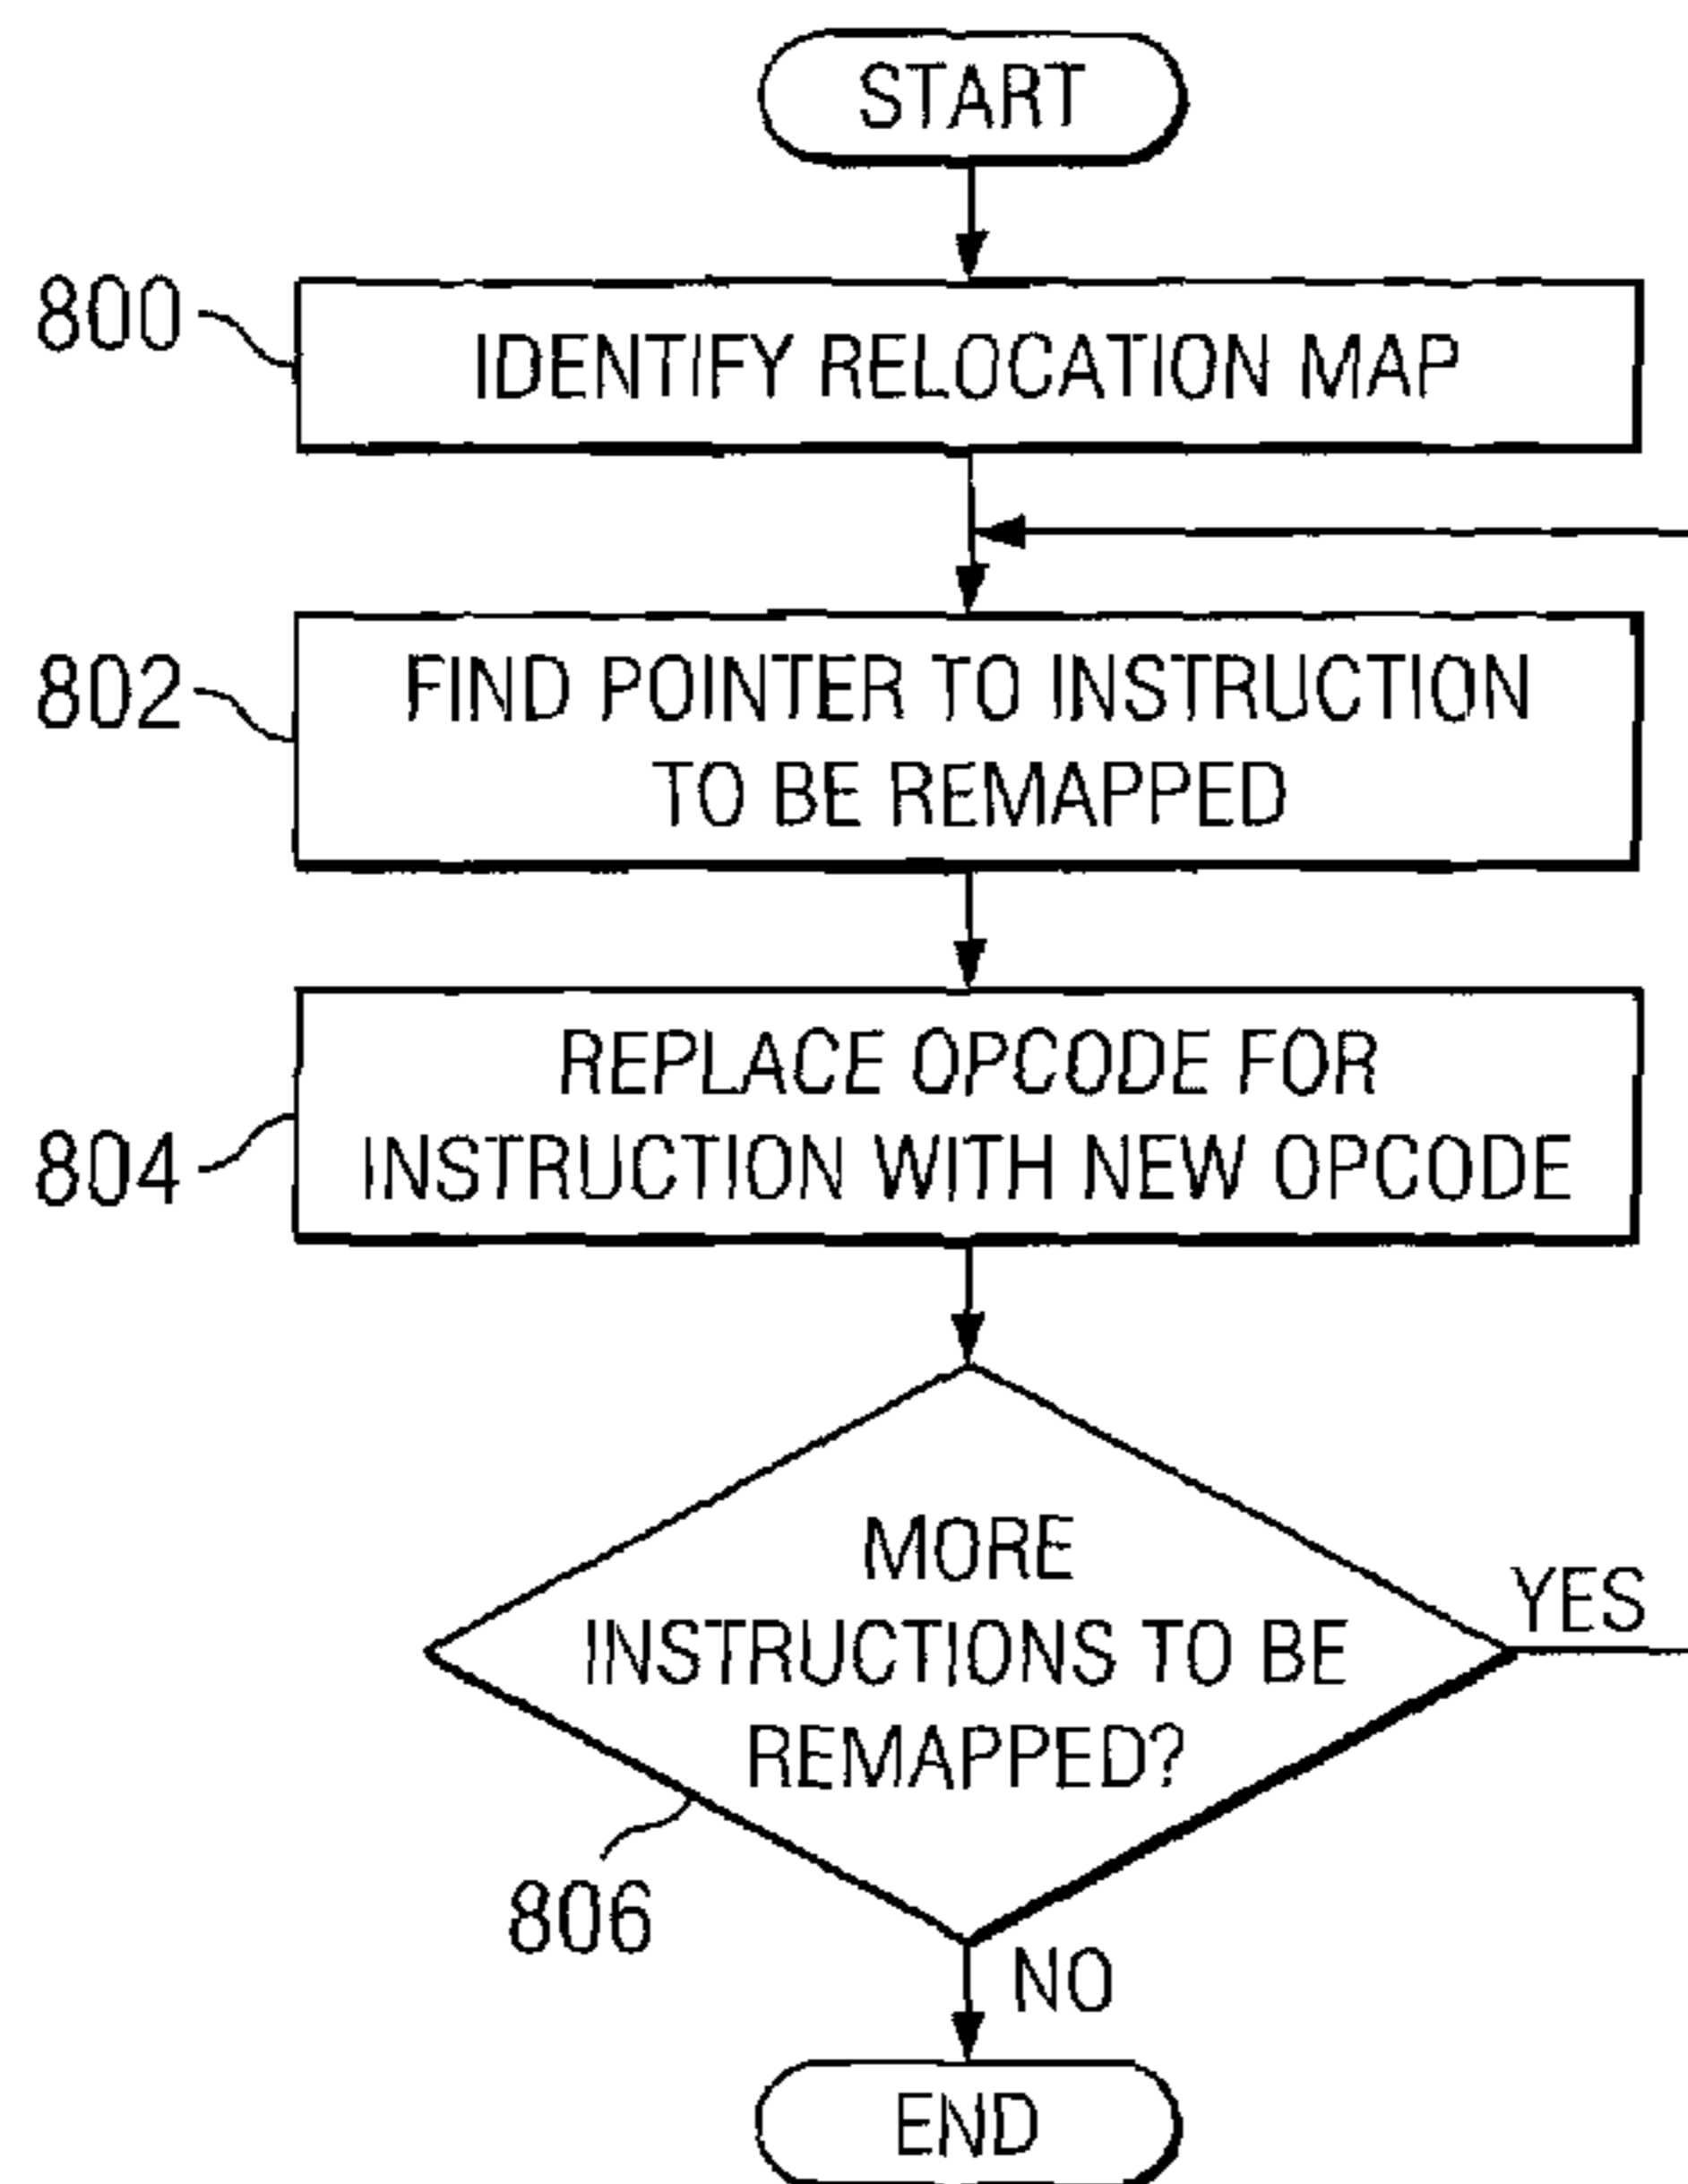 START
800
IDENTIFY RELOCATION MAP
802
FIND POINTER TO INSTRUCTION
TO BE REMAPPED
804
REPLACE OPCODE FOR
INSTRUCTION WITH NEW OPCODE
MORE
INSTRUCTIONS TO BE
REMAPPED?
YES
806
NO
END